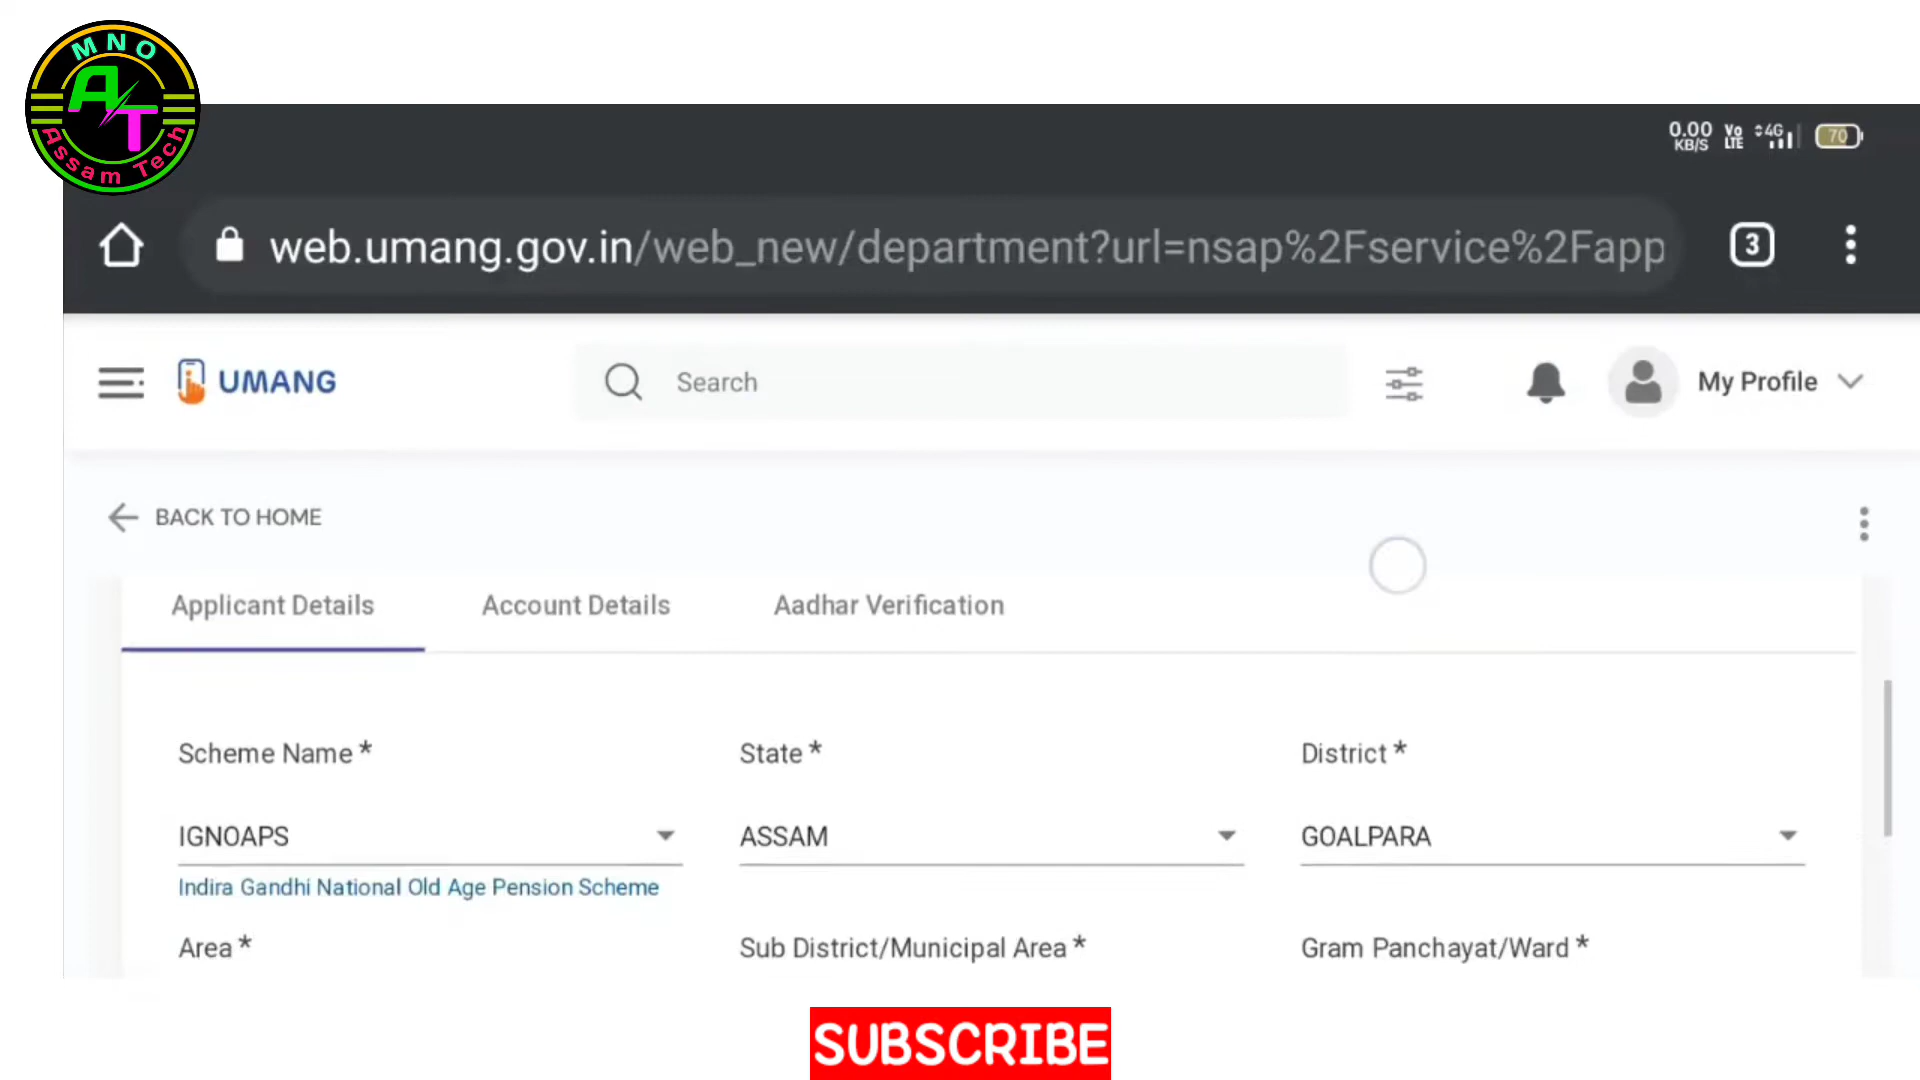 MNO
AT
Assam Tech
0.00 KB/S Vo LTE 4G 70
web.umang.gov.in/web_new/department?url=nsap%2Fservice%2Fapp
3
UMANG
Search
My Profile
BACK TO HOME
Applicant Details Account Details Aadhar Verification
Scheme Name * State * District *
IGNOAPS ASSAM GOALPARA
Indira Gandhi National Old Age Pension Scheme
Area * Sub District/Municipal Area * Gram Panchayat/Ward *
SUBSCRIBE